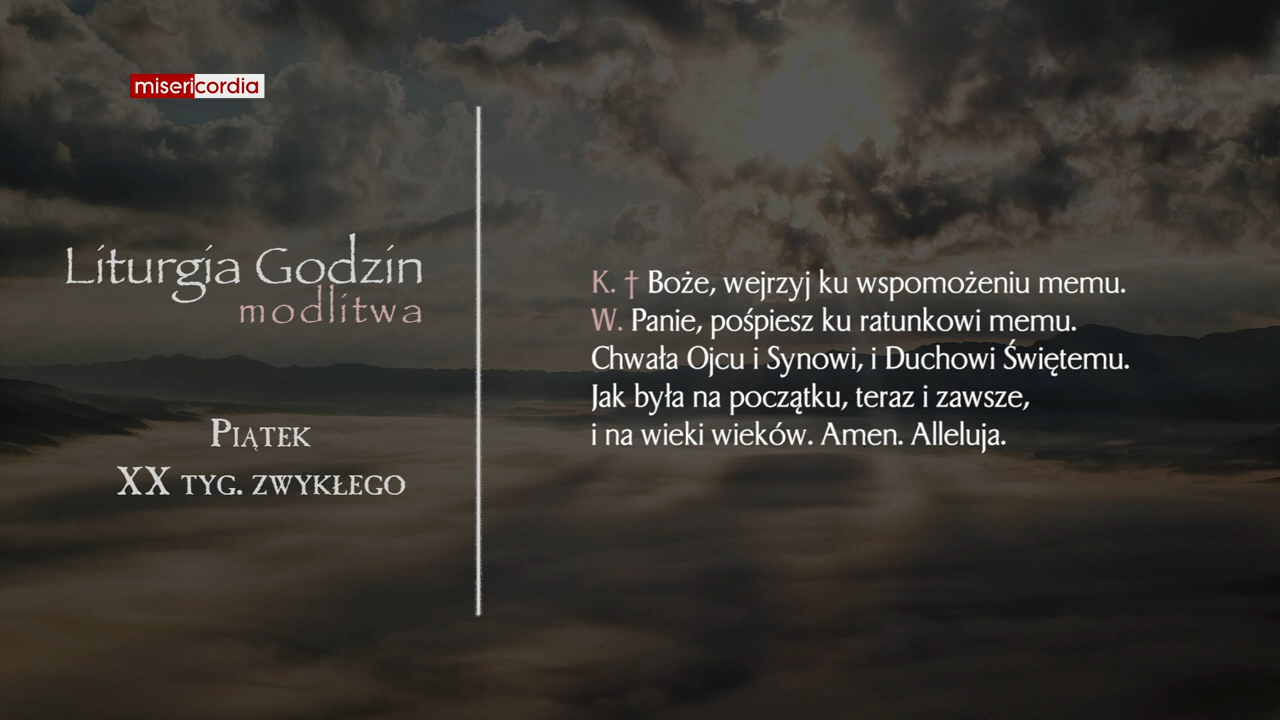 misericordia
Liturgia Godzin
modlitwa
Piątek
XX tyg. zwykłego
K. † Boże, wejrzyj ku wspomożeniu memu.
W. Panie, pośpiesz ku ratunkowi memu.
Chwała Ojcu i Synowi, i Duchowi Świętemu.
Jak była na początku, teraz i zawsze,
i na wieki wieków. Amen. Alleluja.